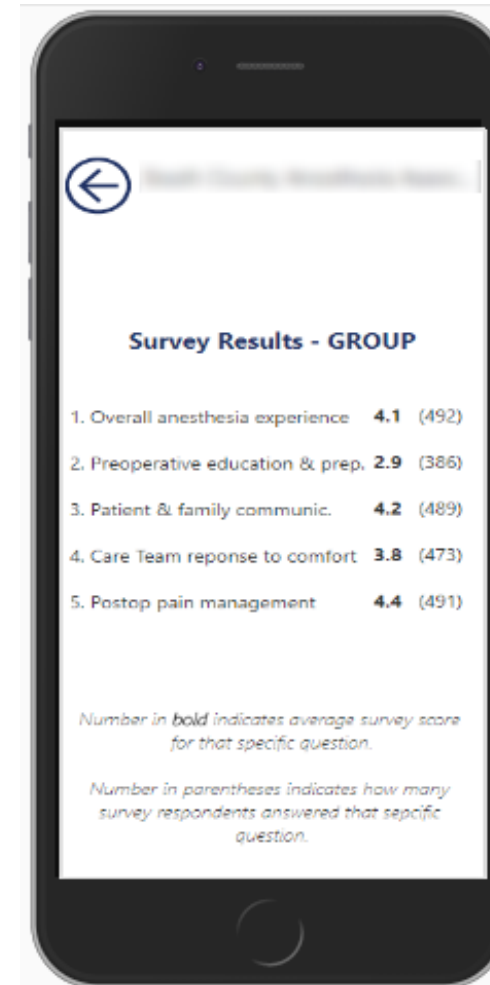 Survey Results - GROUP
1. Overall anesthesia experience 4.1 (492)
2. Preoperative education & prep. 2.9 (386)
3. Patient & family communic. 4.2 (489)
4. Care Team reponse to comfort 3.8 (473)
5. Postop pain management 4.4 (491)
Number in bold indicates average survey score
for that specific question.
Number in parentheses indicates how many
survey respondents answered that sepcific
question.